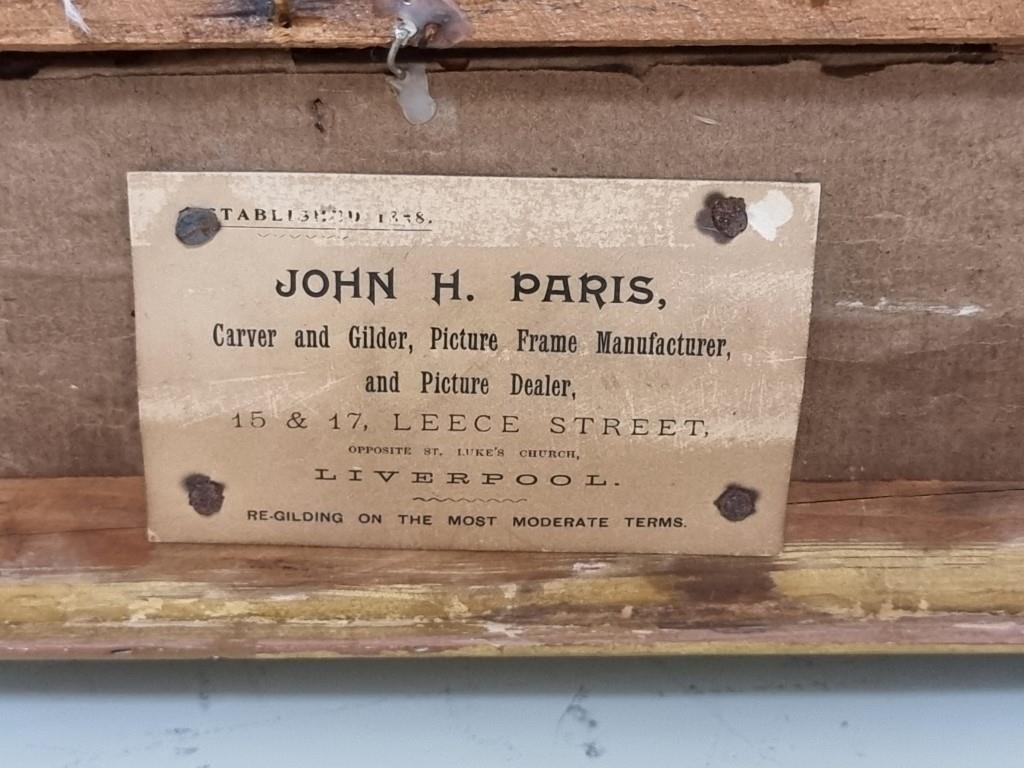 ESTABLISHED
JOHN H. PARIS,
Carver and Gilder, Picture Frame Manufacturer,
and Picture Dealer,
15 & 17, LEECE STREET,
OPPOSITE ST. LUKE'S CHURCH,
LIVERPOOL.
RE-GILDING ON THE MOST MODERATE TERMS.